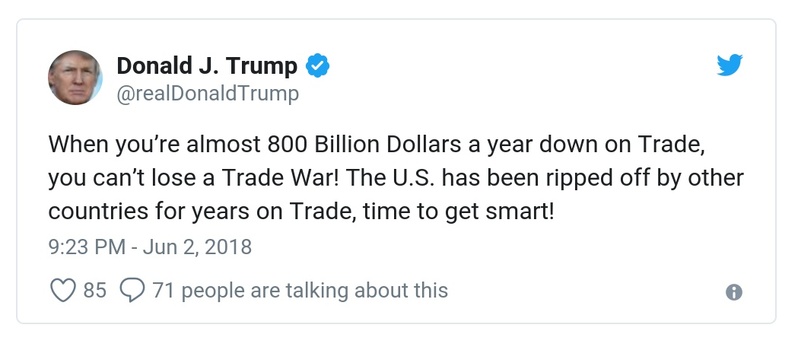 Donald J. Trump
@realDonaldTrump
When you’re almost 800 Billion Dollars a year down on Trade,
you can’t lose a Trade War! The U.S. has been ripped off by other
countries for years on Trade, time to get smart!
9:23 PM - Jun 2, 2018
85 71 people are talking about this